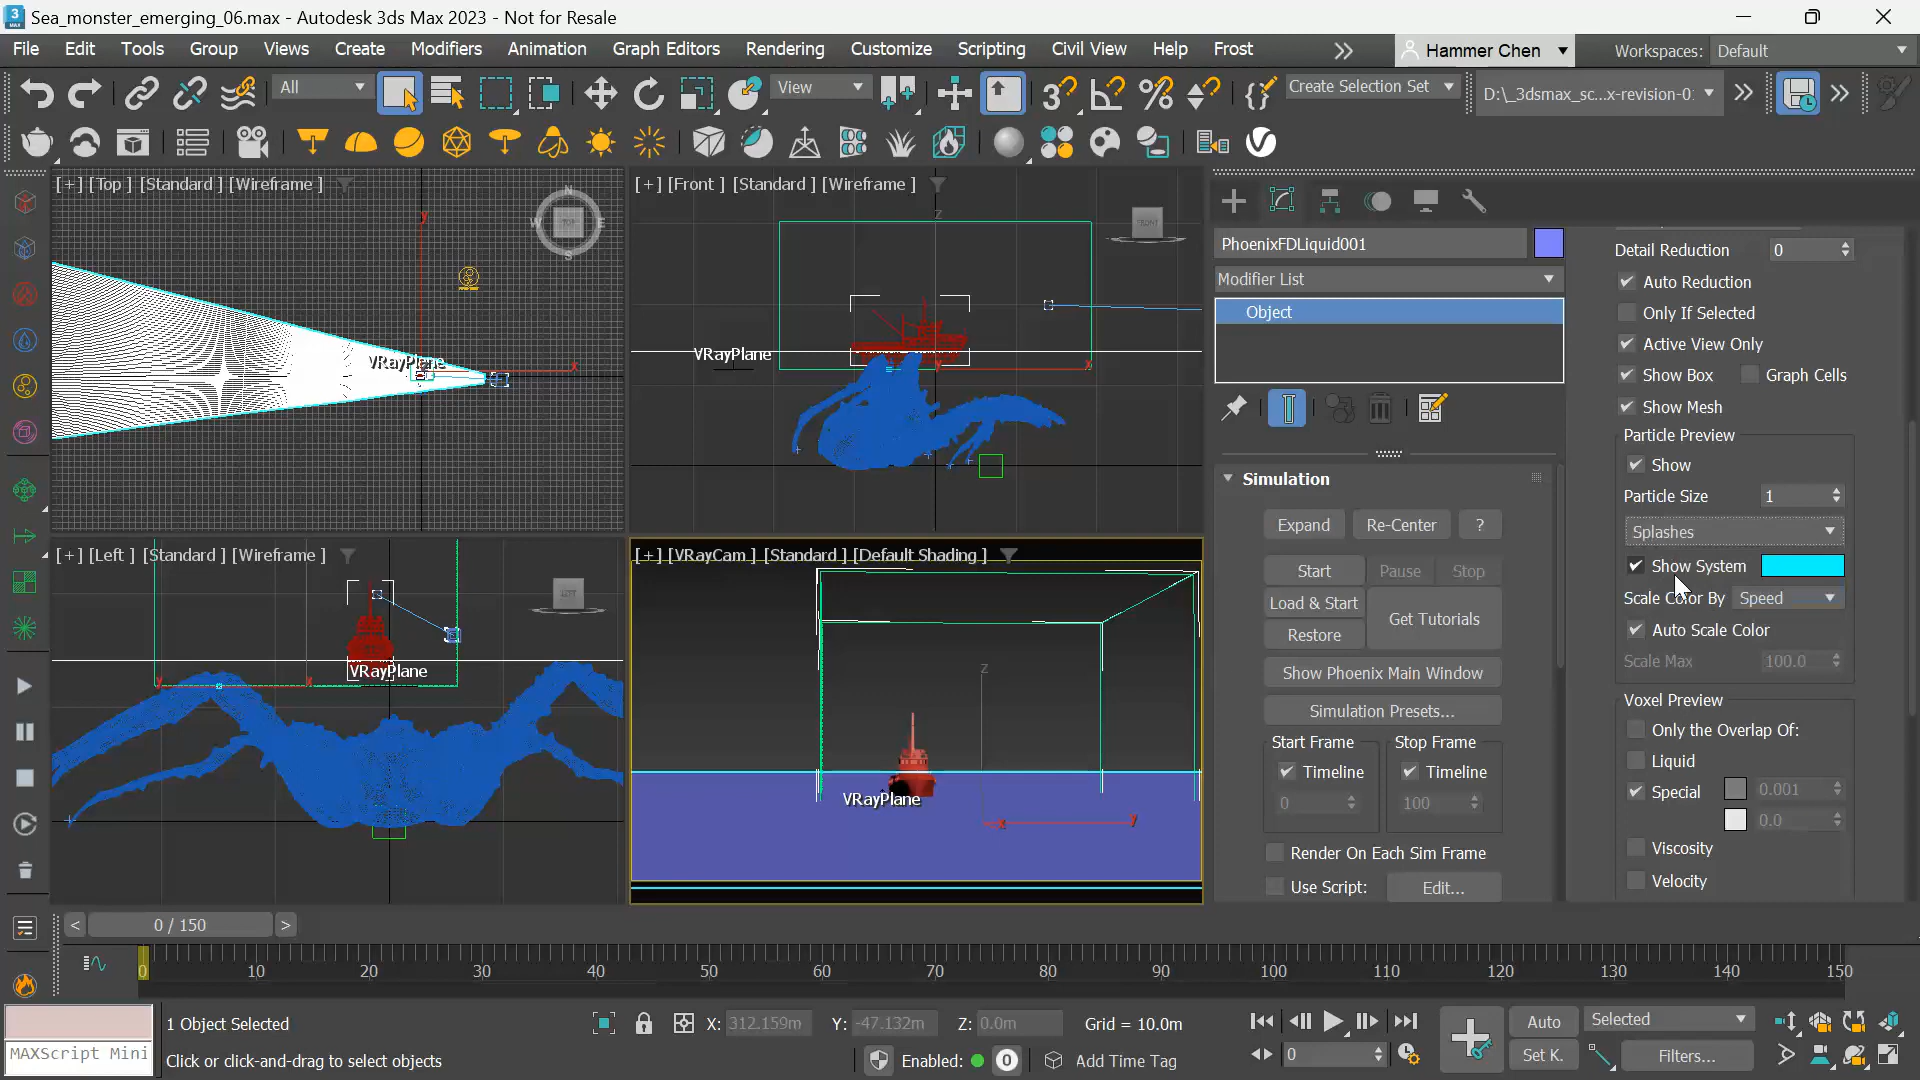 Sea_monster_emerging_06.max - Autodesk 3ds Max 2023 - Not for Resale
File Edit Tools Group Views Create Modifiers Animation Graph Editors Rendering Customize Scripting Civil View Help Frost
Hammer Chen
Workspaces: Default
All
View
Create Selection Set
D:\_3dsmax_sc...x-revision-0
[+] [Top ] [Standard ] [Wireframe ]
[+] [Front ] [Standard ] [Wireframe ]
N
W TOP E
S
FRONT
y
x
VRayPlane
z
VRayPlane
x
PhoenixFDLiquid001
Modifier List
Object
Simulation
Expand Re-Center ?
Start Pause Stop
Load & Start
Get Tutorials
Restore
Show Phoenix Main Window
Simulation Presets...
Start Frame Stop Frame
Timeline Timeline
0 100
Render On Each Sim Frame
Use Script: Edit...
Detail Reduction 0
Auto Reduction
Only If Selected
Active View Only
Show Box Graph Cells
Show Mesh
Particle Preview
Show
Particle Size 1
Splashes
Show System
Scale Color By Speed
Auto Scale Color
Scale Max 100.0
Voxel Preview
Only the Overlap Of:
Liquid
Special 0.001
0.0
Viscosity
Velocity
[+] [Left ] [Standard ] [Wireframe ]
[+] [VRayCam ] [Standard ] [Default Shading ]
LEFT
VRayPlane
y
x
z
VRayPlane
x
y
< 0 / 150 >
0 10 20 30 40 50 60 70 80 90 100 110 120 130 140 150
MAXScript Mini
1 Object Selected
Click or click-and-drag to select objects
X: 312.159m Y: -47.132m Z: 0.0m Grid = 10.0m
Enabled: 0 Add Time Tag
0
Auto Selected
Set K. Filters...